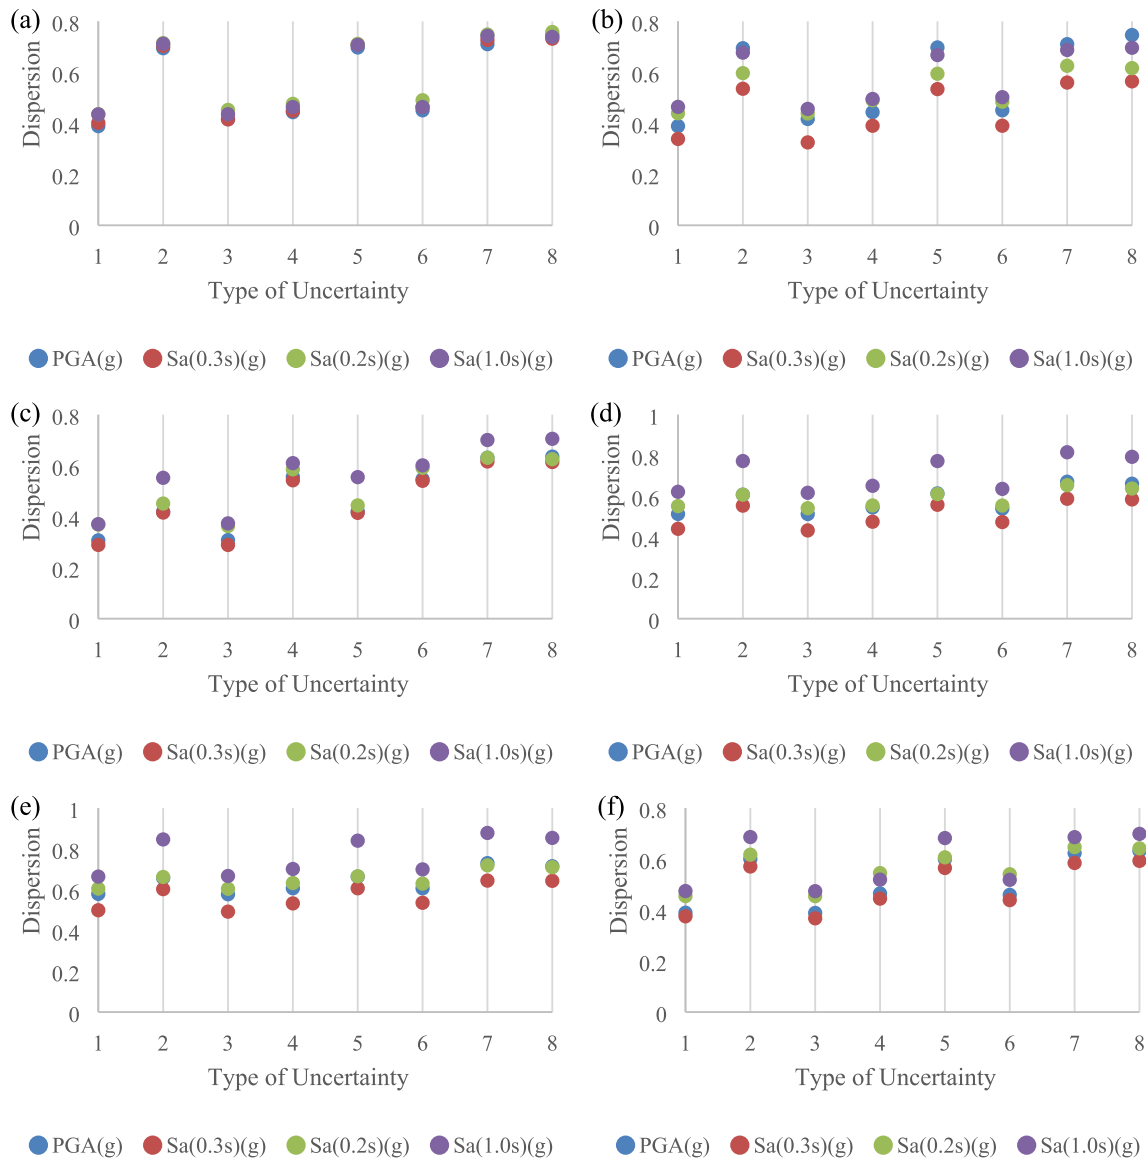 (a)
0.8
0.6
0.4
0.2
0
Dispersion
1 2 3 4 5 6 7 8
Type of Uncertainty
PGA(g) Sa(0.3s)(g) Sa(0.2s)(g) Sa(1.0s)(g)
(b)
0.8
0.6
0.4
0.2
0
Dispersion
1 2 3 4 5 6 7 8
Type of Uncertainty
PGA(g) Sa(0.3s)(g) Sa(0.2s)(g) Sa(1.0s)(g)
(c)
0.8
0.6
0.4
0.2
0
Dispersion
1 2 3 4 5 6 7 8
Type of Uncertainty
PGA(g) Sa(0.3s)(g) Sa(0.2s)(g) Sa(1.0s)(g)
(d)
1
0.8
0.6
0.4
0.2
0
Dispersion
1 2 3 4 5 6 7 8
Type of Uncertainty
PGA(g) Sa(0.3s)(g) Sa(0.2s)(g) Sa(1.0s)(g)
(e)
1
0.8
0.6
0.4
0.2
0
Dispersion
1 2 3 4 5 6 7 8
Type of Uncertainty
PGA(g) Sa(0.3s)(g) Sa(0.2s)(g) Sa(1.0s)(g)
(f)
0.8
0.6
0.4
0.2
0
Dispersion
1 2 3 4 5 6 7 8
Type of Uncertainty
PGA(g) Sa(0.3s)(g) Sa(0.2s)(g) Sa(1.0s)(g)